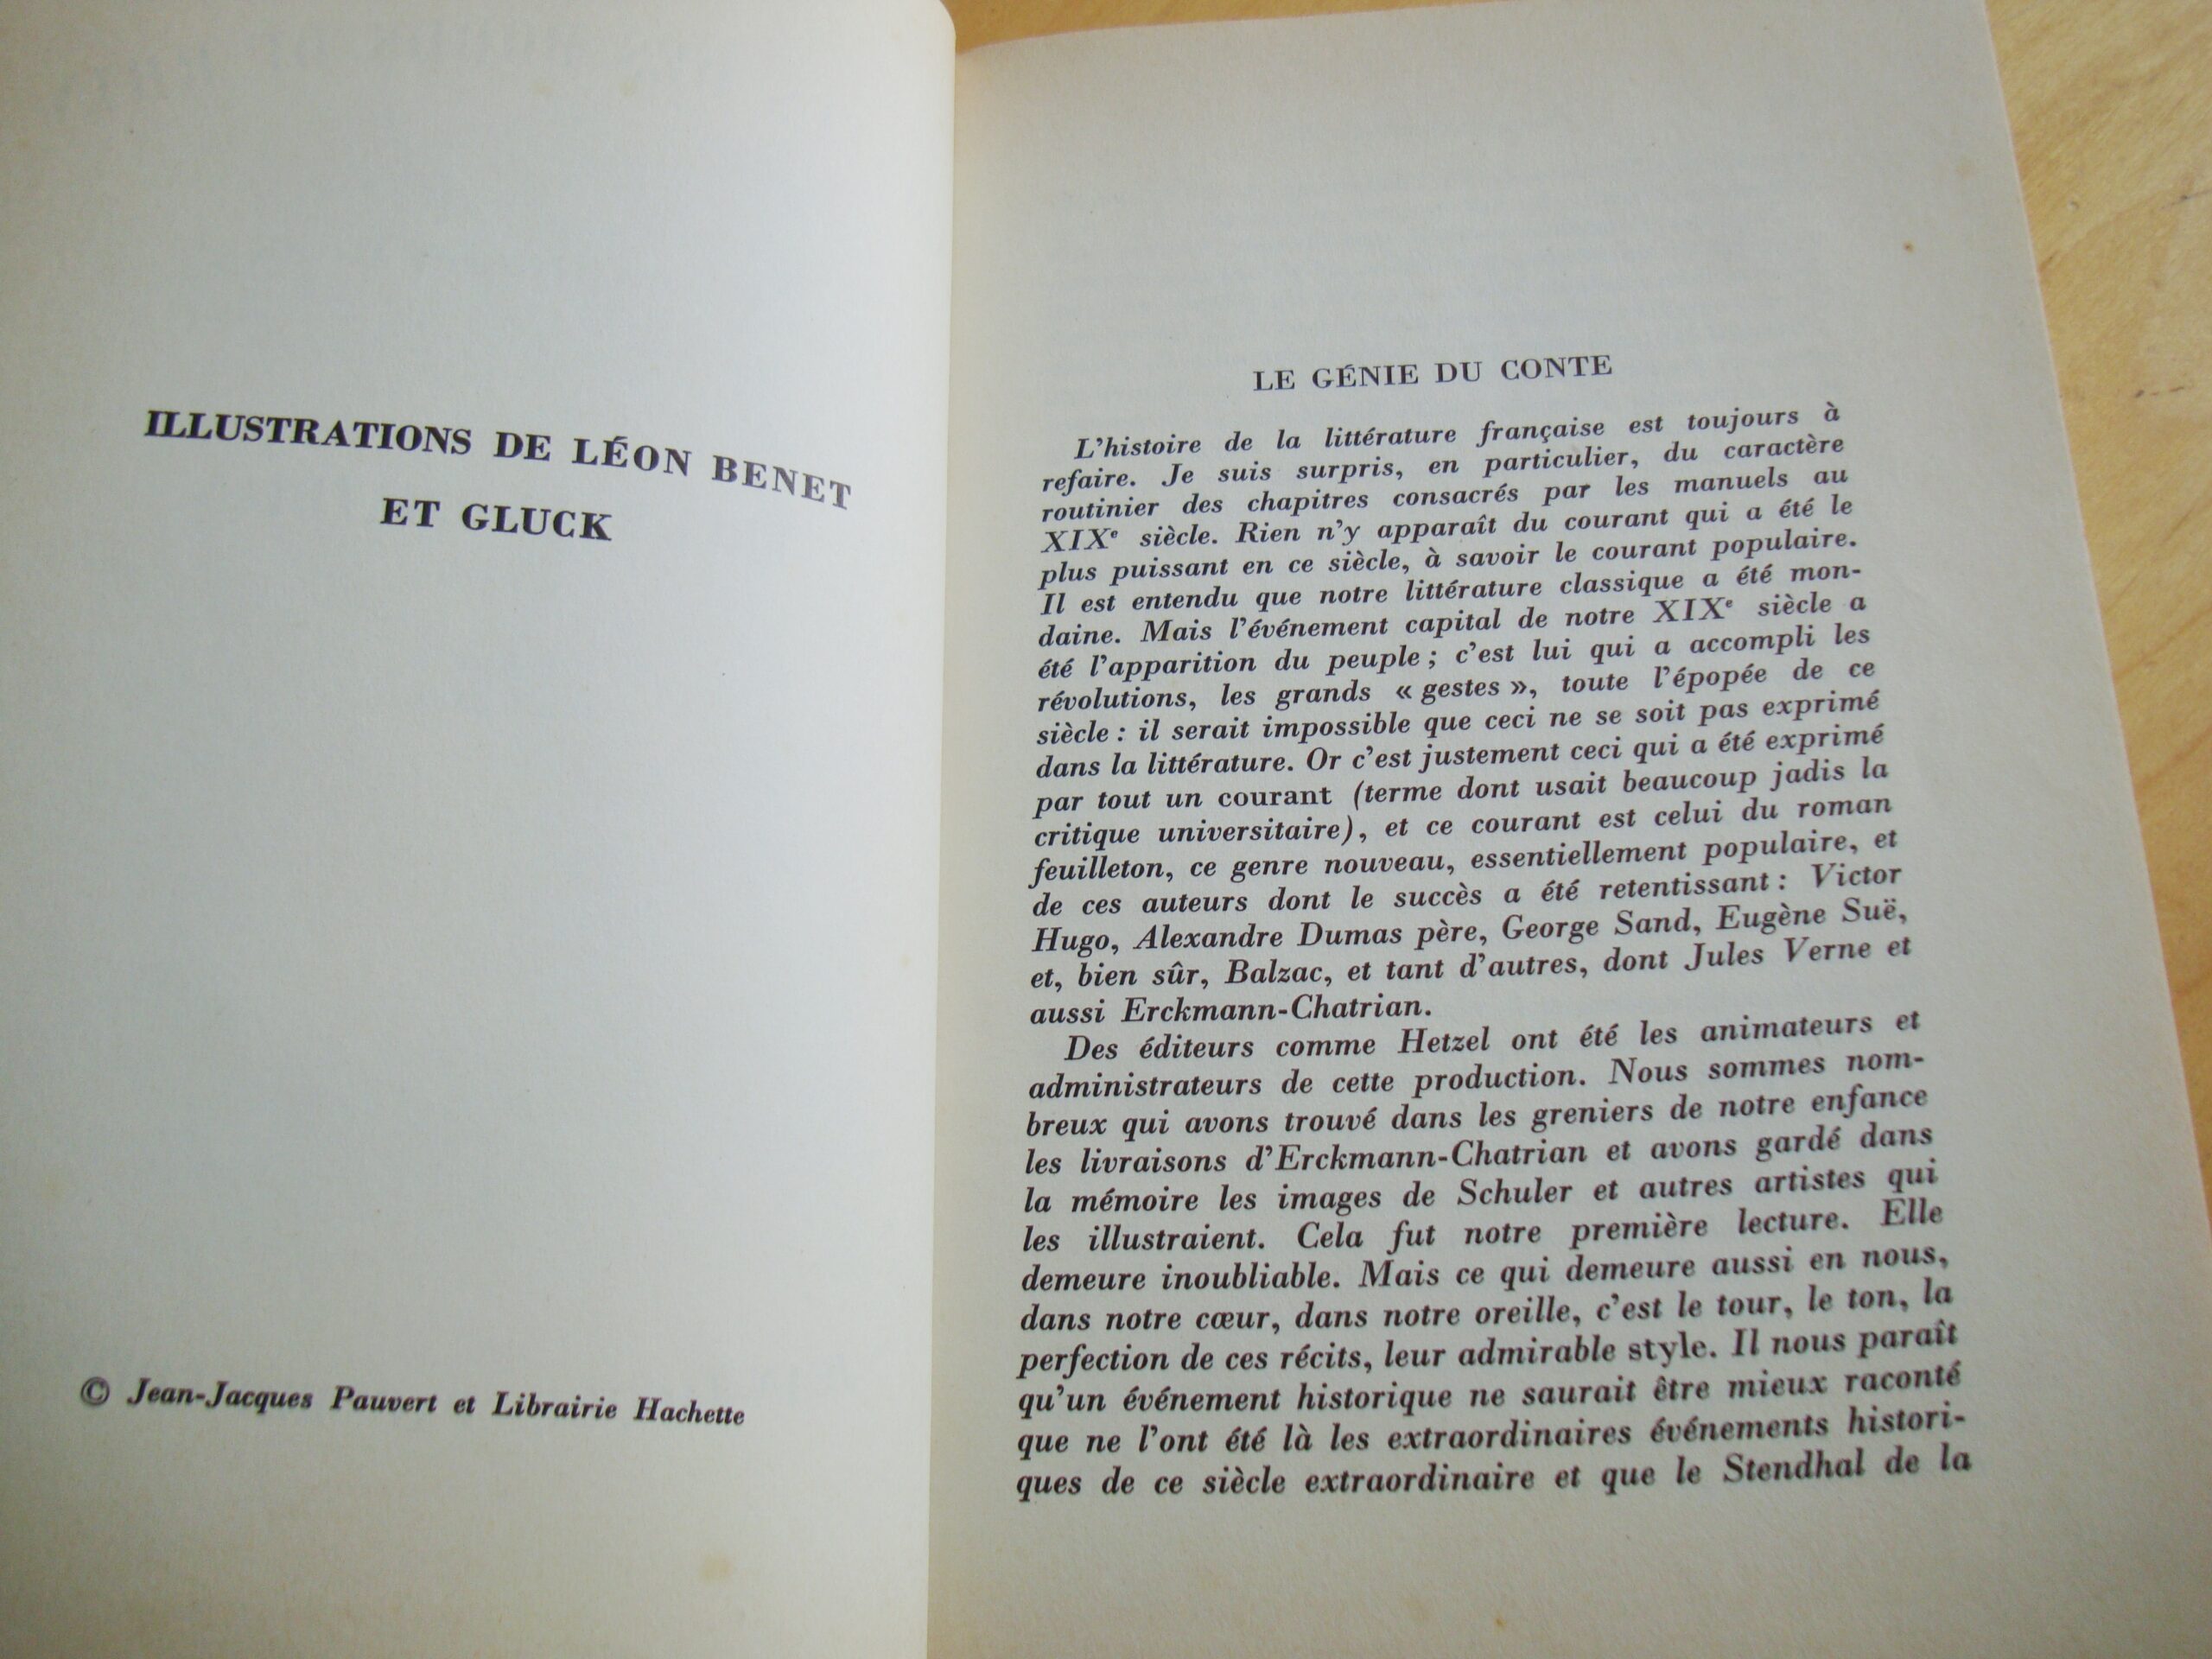 ILLUSTRATIONS DE LÉON BENET
ET GLUCK
© Jean-Jacques Pauvert et Librairie Hachette
LE GÉNIE DU CONTE
L'histoire de la littérature française est toujours à
refaire. Je suis surpris, en particulier, du caractère
routinier des chapitres consacrés par les manuels au
XIXe siècle. Rien n'y apparaît du courant qui a été le
plus puissant en ce siècle, à savoir le courant populaire.
Il est entendu que notre littérature classique a été mon-
daine. Mais l'événement capital de notre XIXe siècle a
été l'apparition du peuple ; c'est lui qui a accompli les
révolutions, les grands « gestes », toute l'épopée de ce
siècle : il serait impossible que ceci ne se soit pas exprimé
dans la littérature. Or c'est justement ceci qui a été exprimé
par tout un courant (terme dont usait beaucoup jadis la
critique universitaire), et ce courant est celui du roman
feuilleton, ce genre nouveau, essentiellement populaire, et
de ces auteurs dont le succès a été retentissant : Victor
Hugo, Alexandre Dumas père, George Sand, Eugène Suë,
et, bien sûr, Balzac, et tant d'autres, dont Jules Verne et
aussi Erckmann-Chatrian.
Des éditeurs comme Hetzel ont été les animateurs et
administrateurs de cette production. Nous sommes nom-
breux qui avons trouvé dans les greniers de notre enfance
les livraisons d'Erckmann-Chatrian et avons gardé dans
la mémoire les images de Schuler et autres artistes qui
les illustraient. Cela fut notre première lecture. Elle
demeure inoubliable. Mais ce qui demeure aussi en nous,
dans notre cœur, dans notre oreille, c'est le tour, le ton, la
perfection de ces récits, leur admirable style. Il nous paraît
qu'un événement historique ne saurait être mieux raconté
que ne l'ont été là les extraordinaires événements histori-
ques de ce siècle extraordinaire et que le Stendhal de la